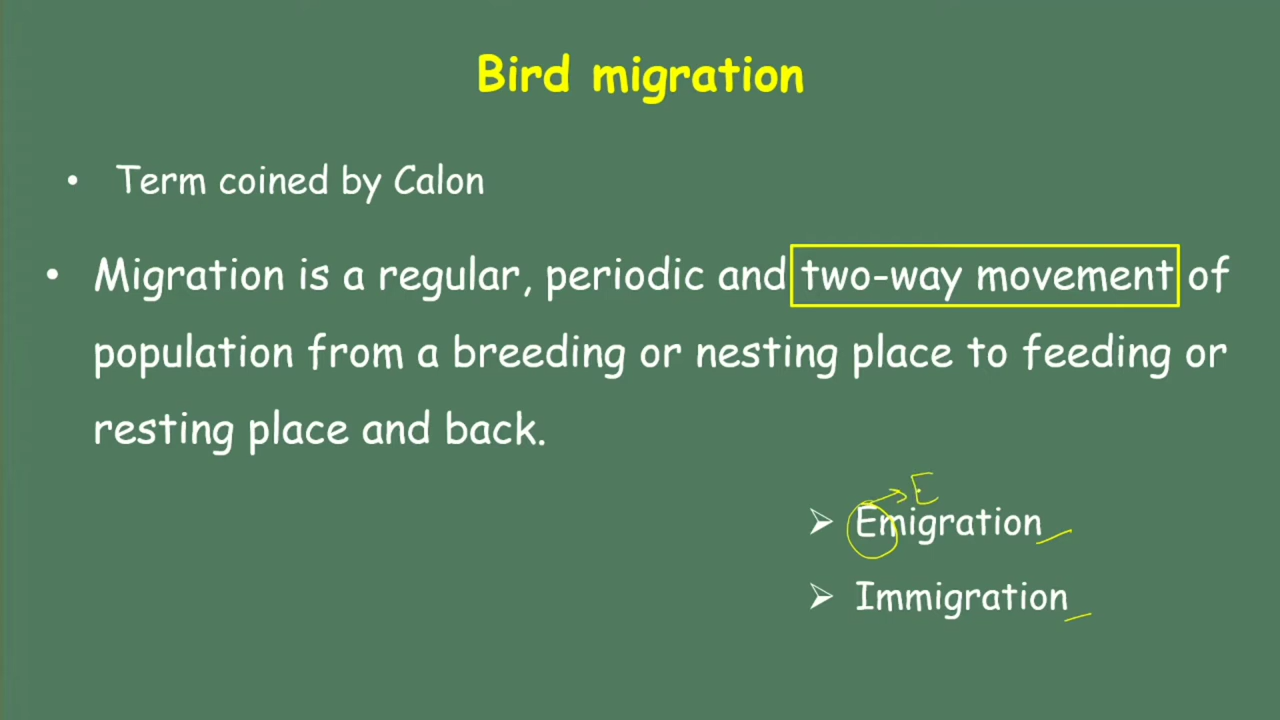 Bird migration
• Term coined by Calon
• Migration is a regular, periodic and two-way movement of
population from a breeding or nesting place to feeding or
resting place and back.
E
➢ Emigration
➢ Immigration